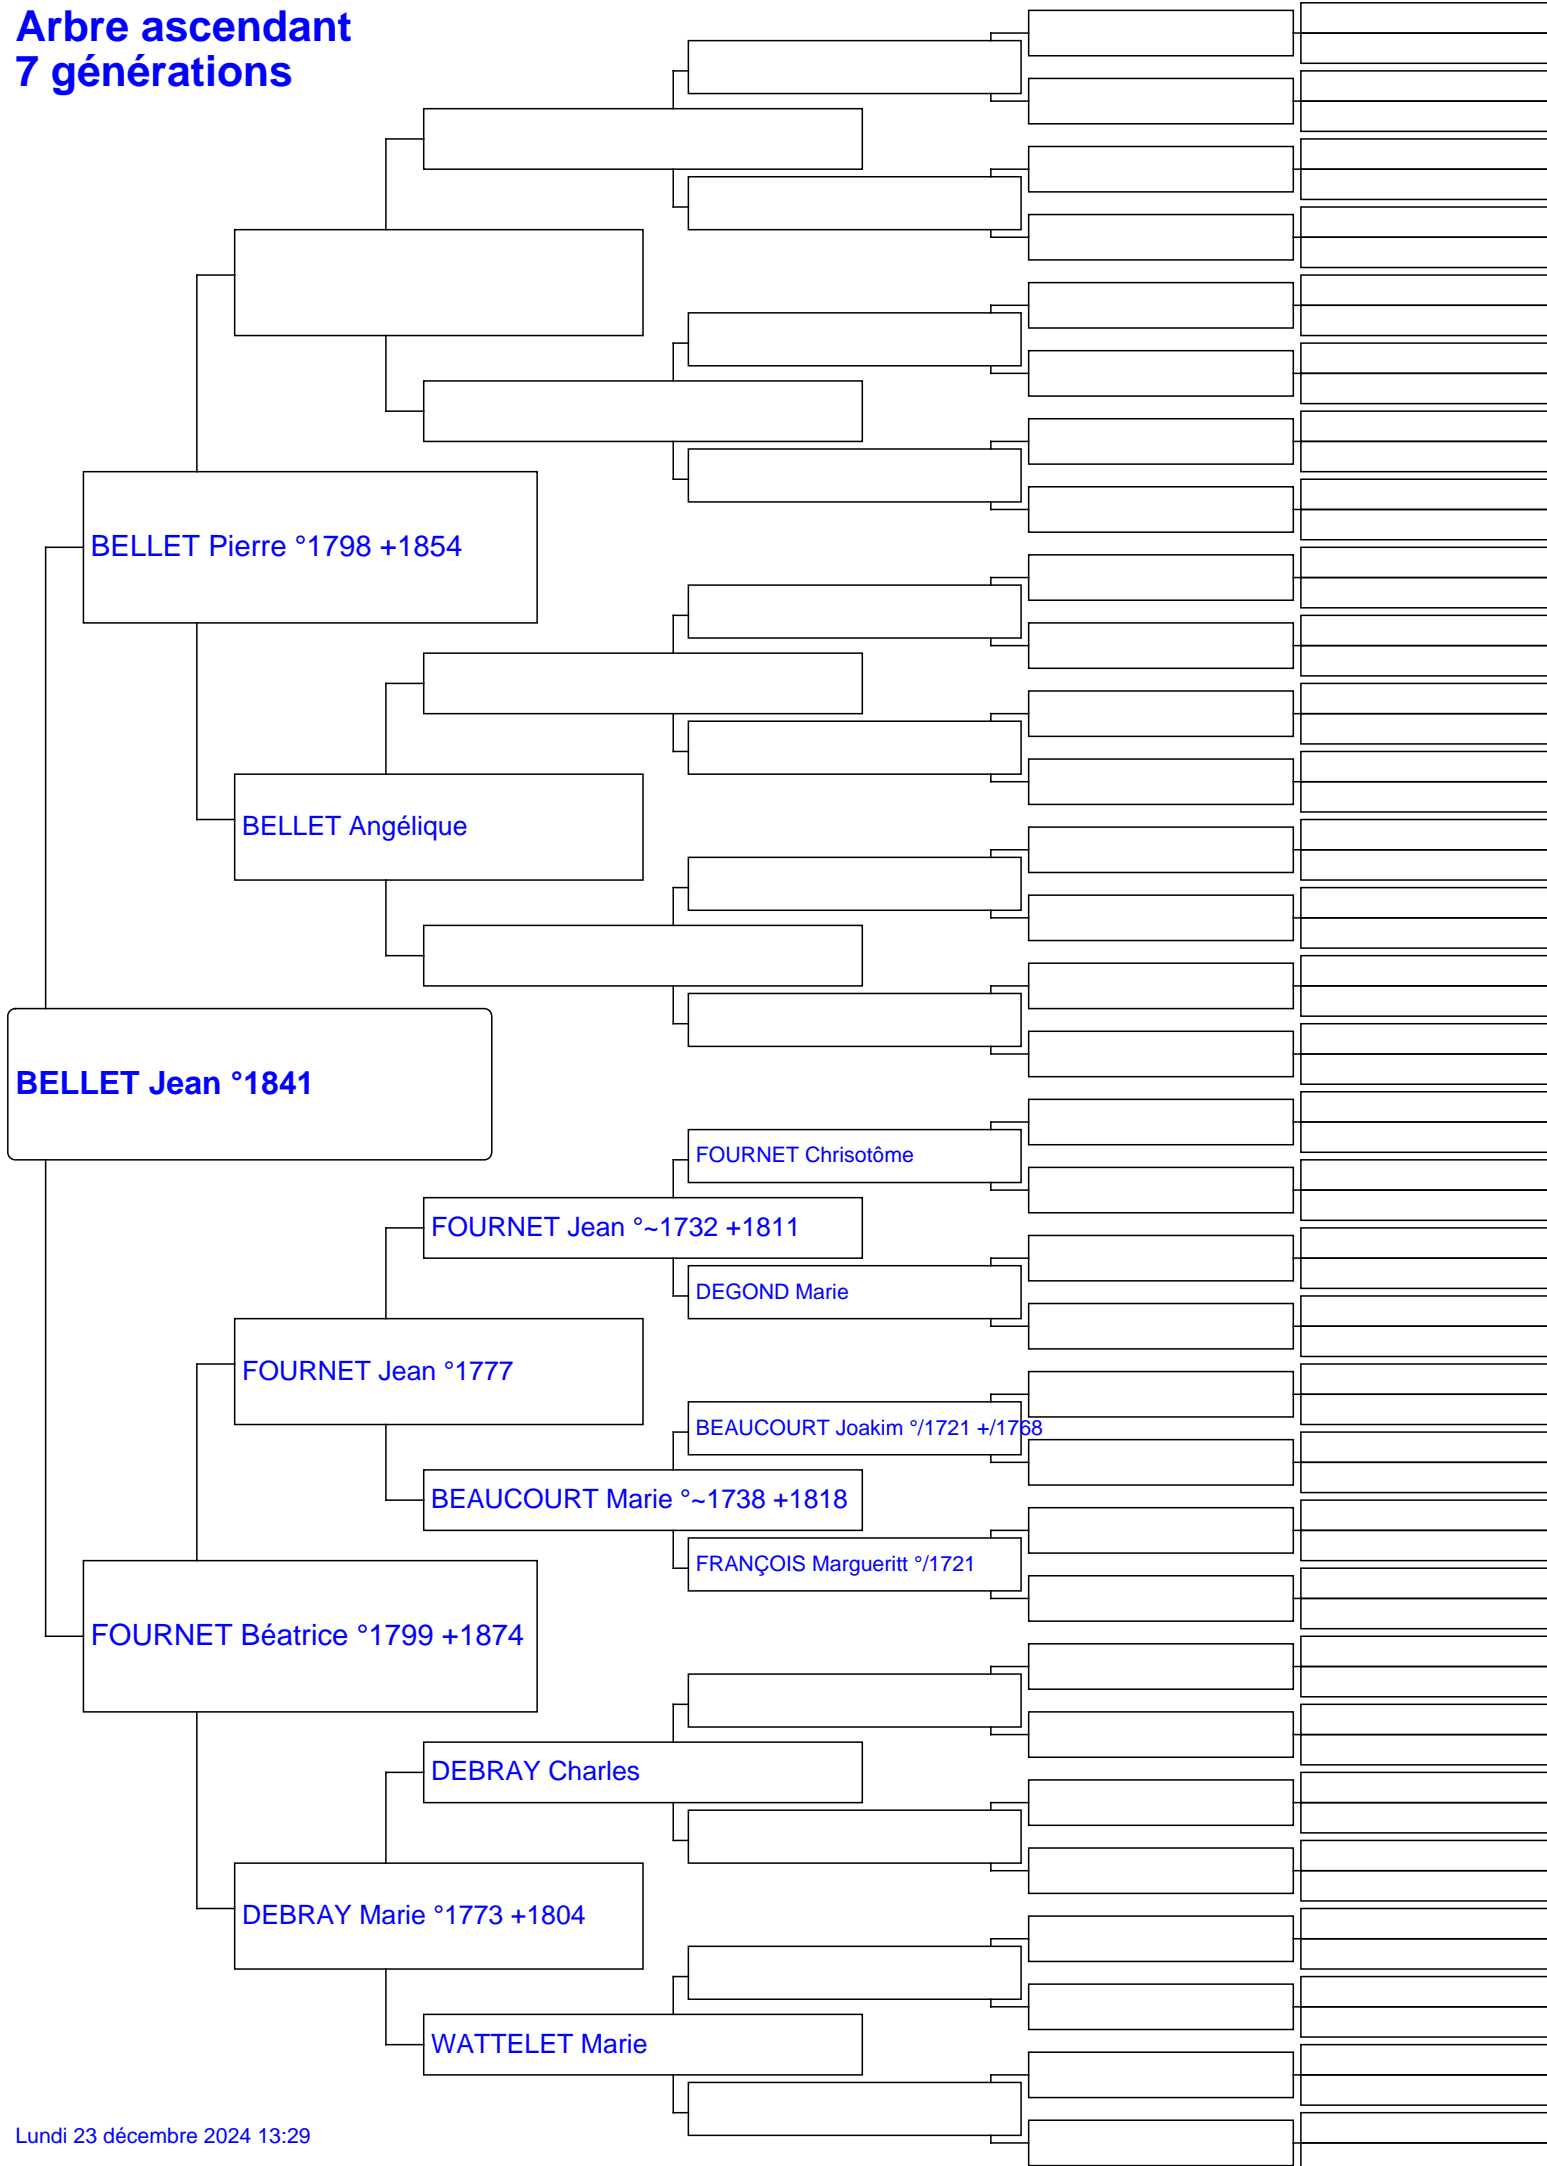 Arbre ascendant
7 générations
BELLET Pierre °1798 +1854
BELLET Angélique
BELLET Jean °1841
FOURNET Chrisotôme
FOURNET Jean °~1732 +1811
DEGOND Marie
FOURNET Jean °1777
BEAUCOURT Joakim °/1721 +/1768
BEAUCOURT Marie °~1738 +1818
FRANÇOIS Margueritt °/1721
FOURNET Béatrice °1799 +1874
DEBRAY Charles
DEBRAY Marie °1773 +1804
WATTELET Marie
Lundi 23 décembre 2024 13:29